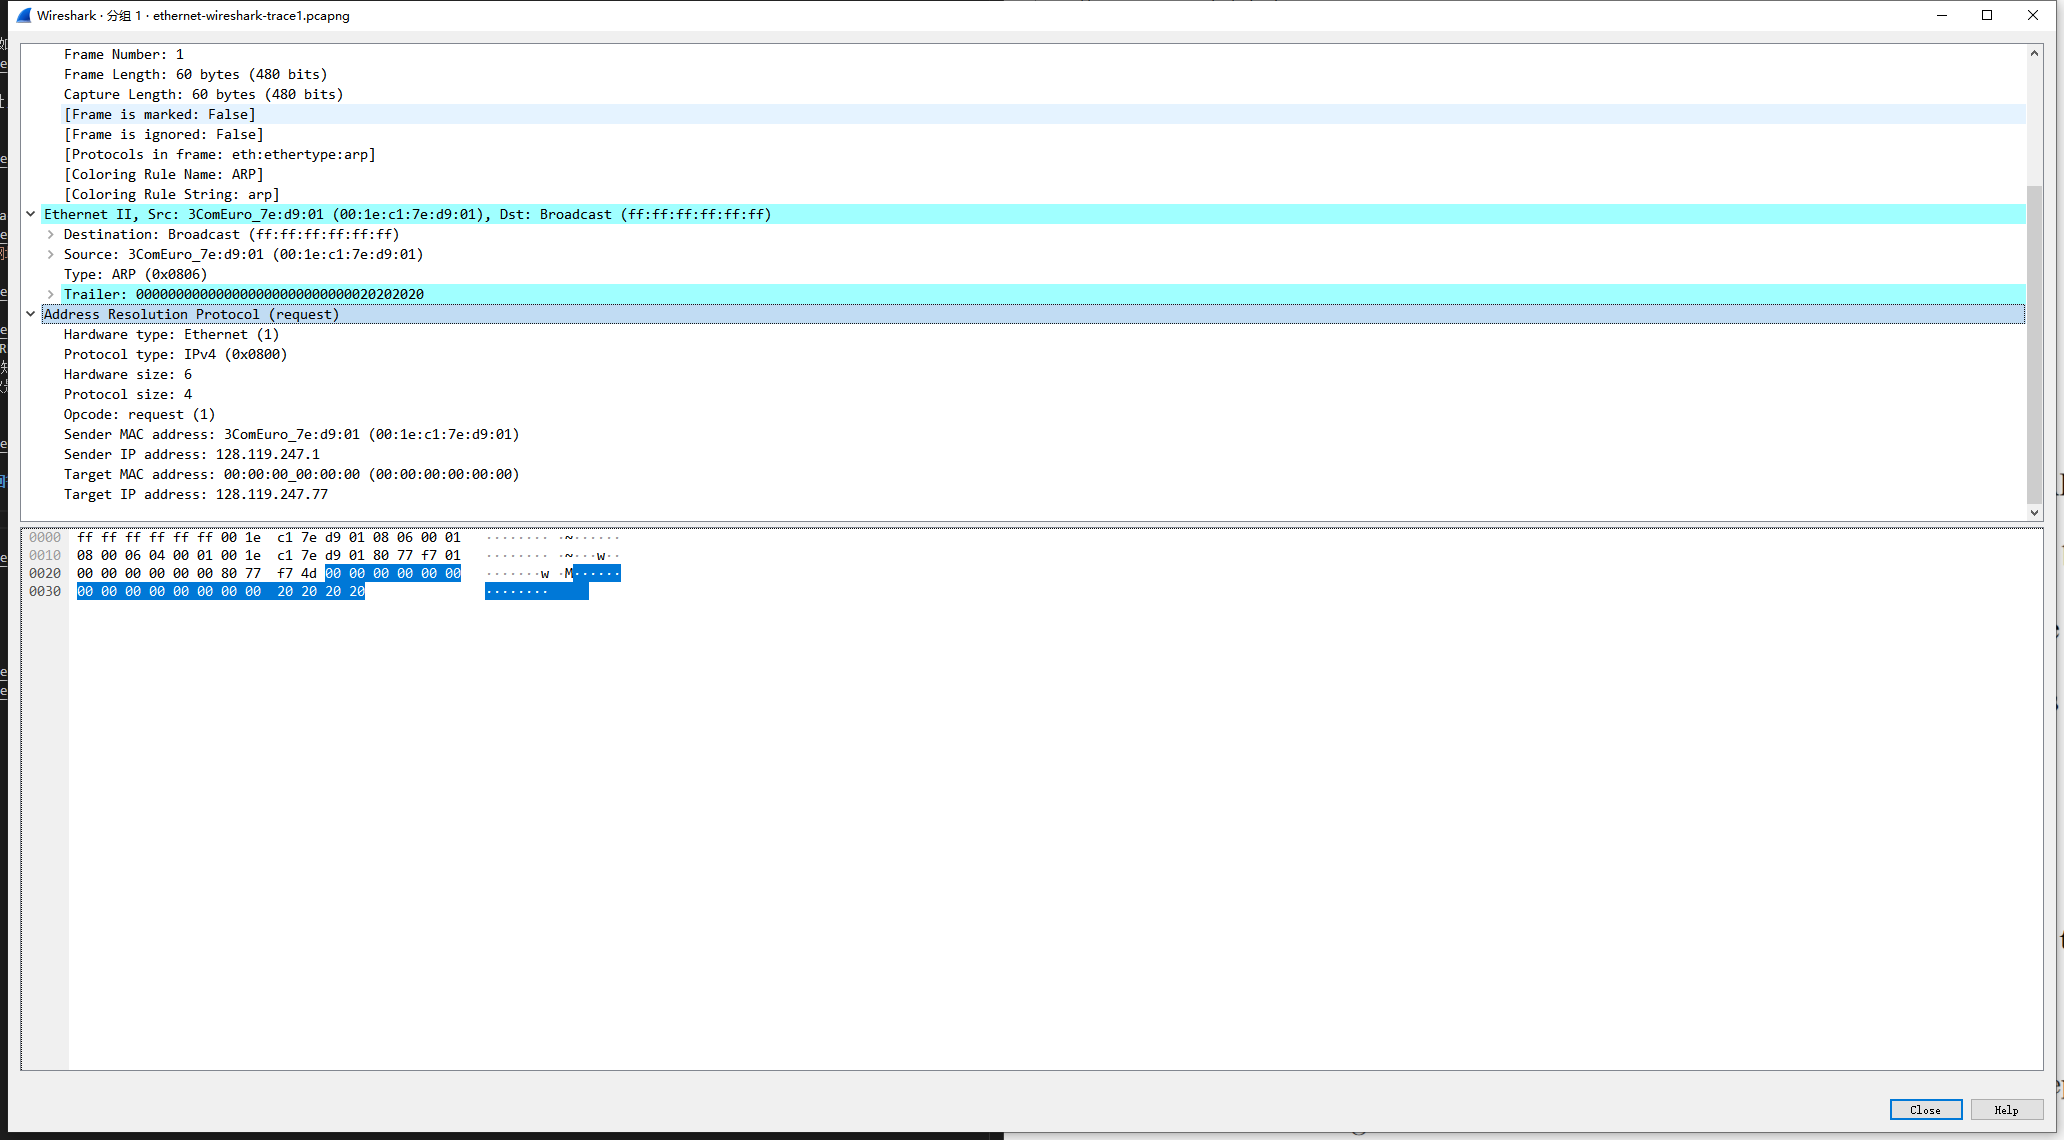 Wireshark · 分组 1 · ethernet-wireshark-trace1.pcapng
Frame Number: 1
Frame Length: 60 bytes (480 bits)
Capture Length: 60 bytes (480 bits)
[Frame is marked: False]
[Frame is ignored: False]
[Protocols in frame: eth:ethertype:arp]
[Coloring Rule Name: ARP]
[Coloring Rule String: arp]
Ethernet II, Src: 3ComEuro_7e:d9:01 (00:1e:c1:7e:d9:01), Dst: Broadcast (ff:ff:ff:ff:ff:ff)
Destination: Broadcast (ff:ff:ff:ff:ff:ff)
Source: 3ComEuro_7e:d9:01 (00:1e:c1:7e:d9:01)
Type: ARP (0x0806)
Trailer: 000000000000000000000000000020202020
Address Resolution Protocol (request)
Hardware type: Ethernet (1)
Protocol type: IPv4 (0x0800)
Hardware size: 6
Protocol size: 4
Opcode: request (1)
Sender MAC address: 3ComEuro_7e:d9:01 (00:1e:c1:7e:d9:01)
Sender IP address: 128.119.247.1
Target MAC address: 00:00:00_00:00:00 (00:00:00:00:00:00)
Target IP address: 128.119.247.77
0000 ff ff ff ff ff ff 00 1e c1 7e d9 01 08 06 00 01 ········ ·~······
0010 08 00 06 04 00 01 00 1e c1 7e d9 01 80 77 f7 01 ········ ·~···w··
0020 00 00 00 00 00 00 80 77 f7 4d 00 00 00 00 00 00 ·······w ·M······
0030 00 00 00 00 00 00 00 00 20 20 20 20 ········
Close Help